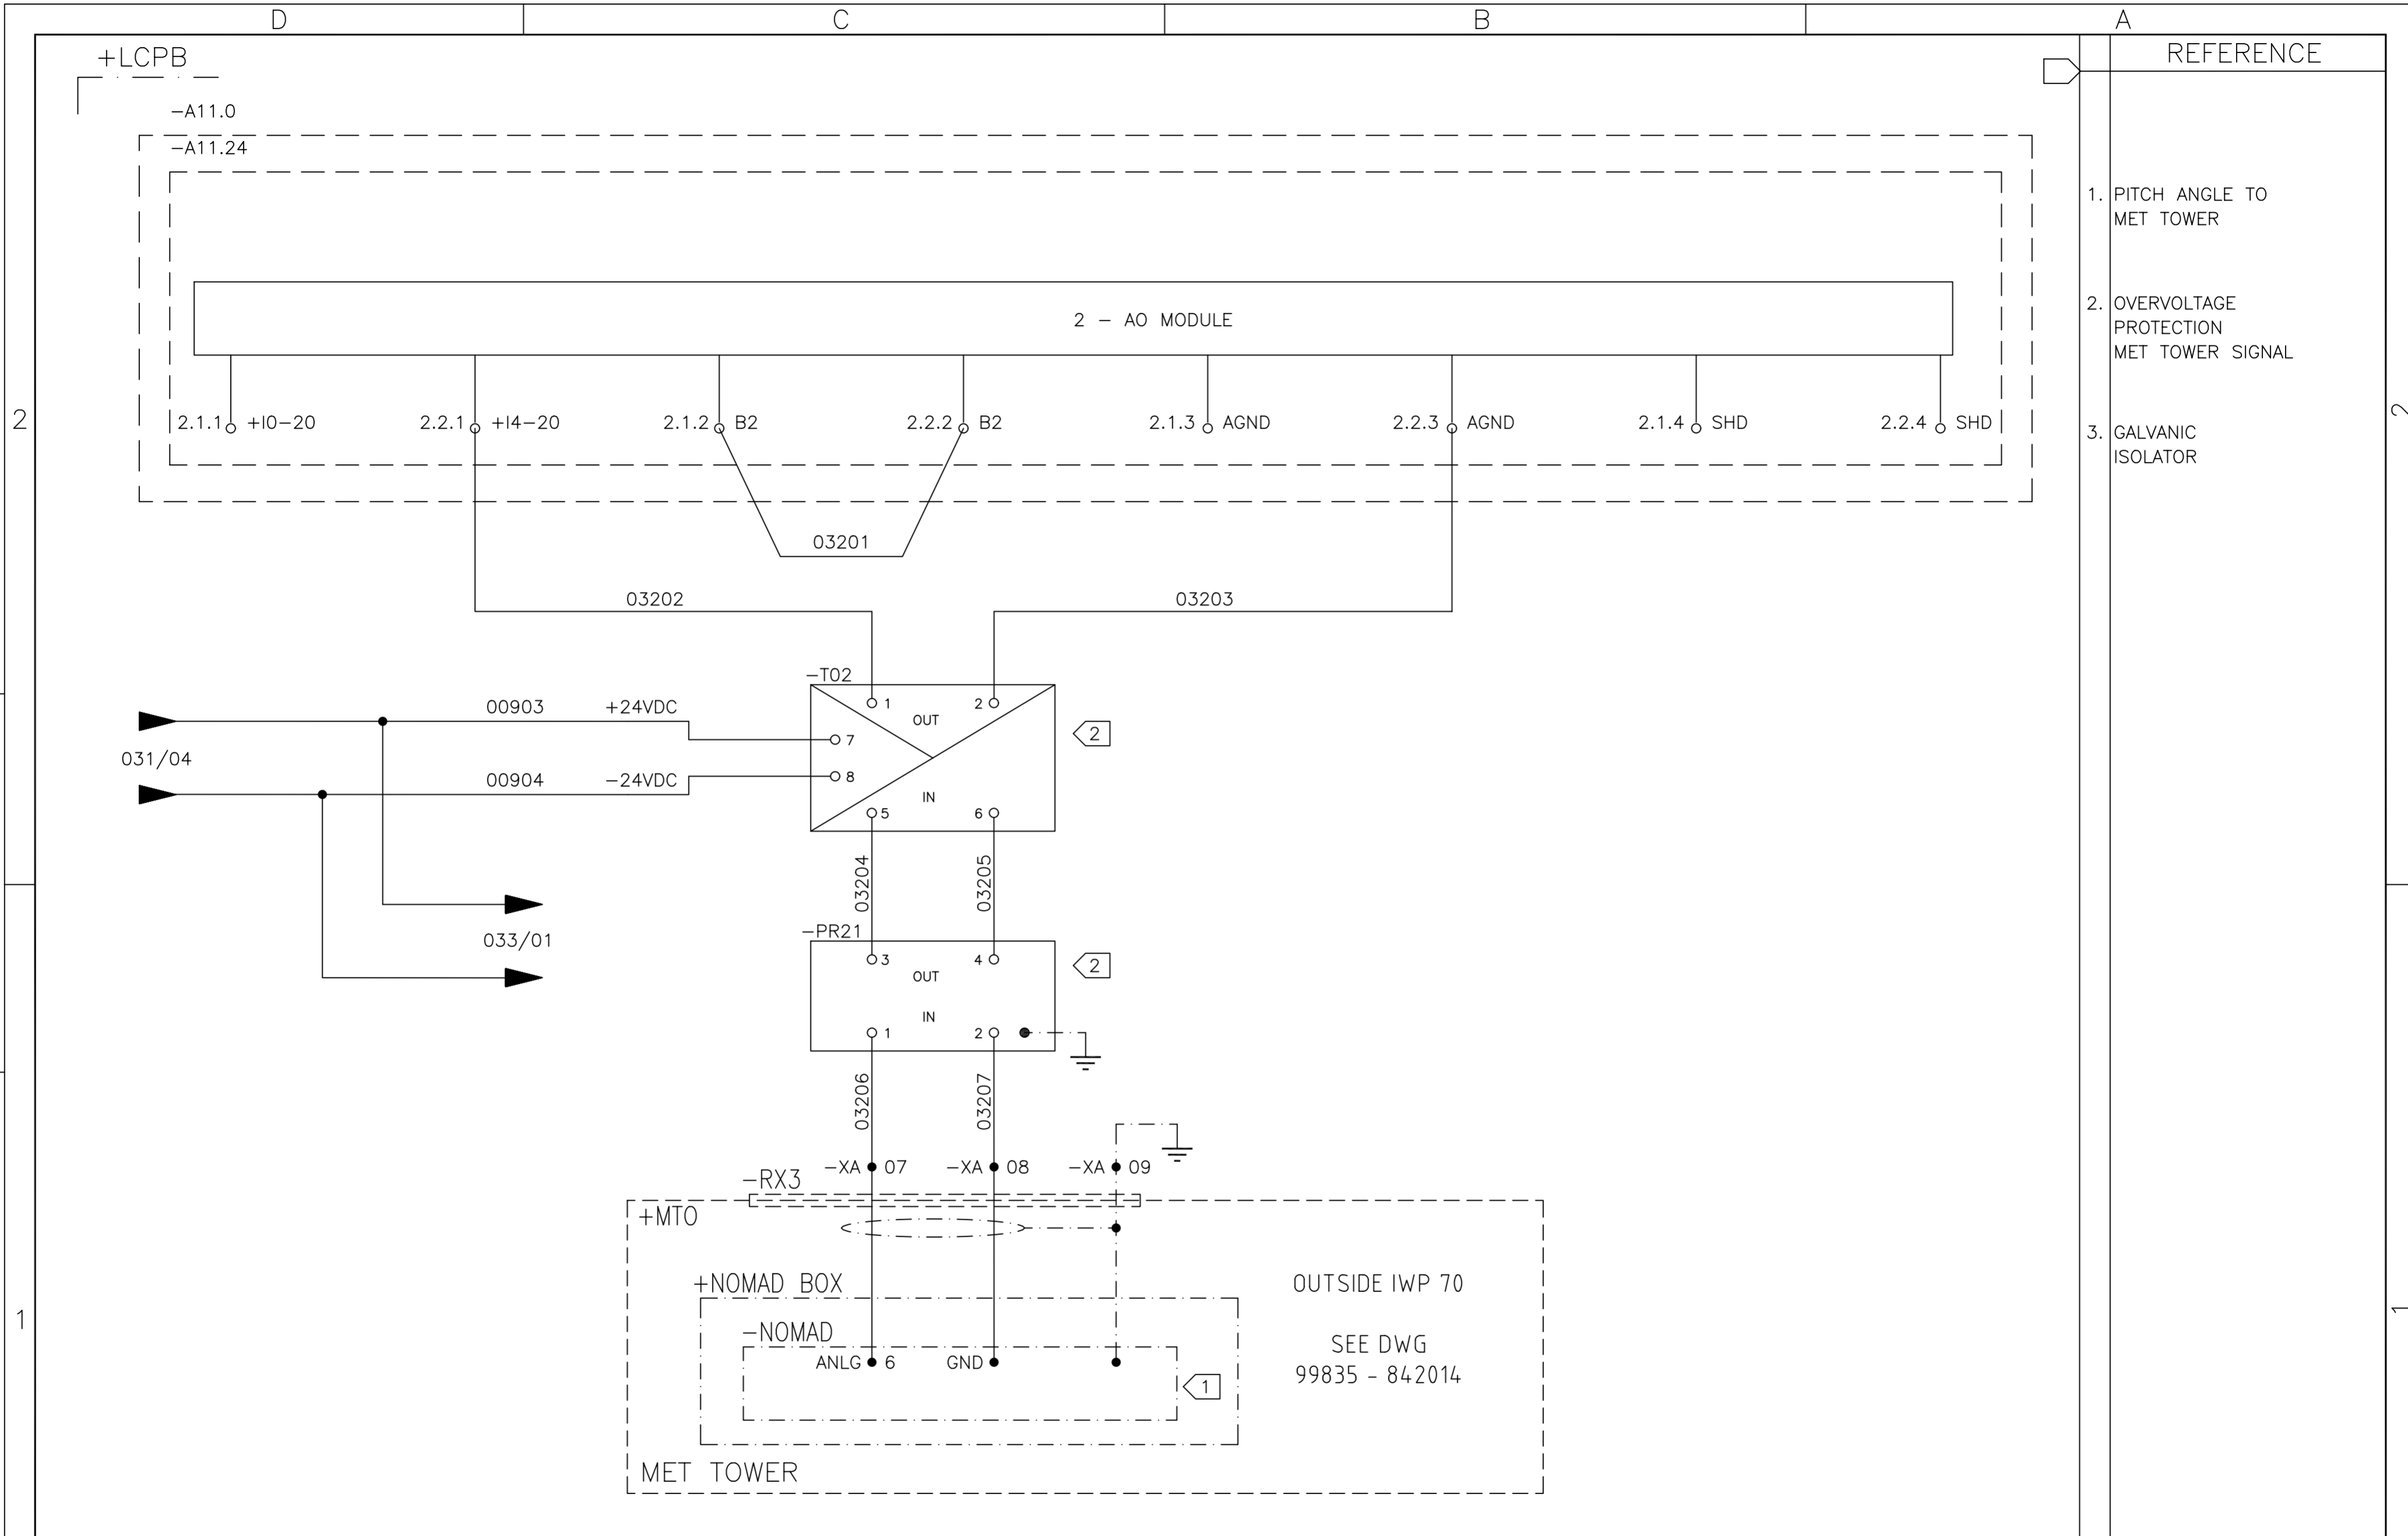 D C B A
+LCPB
REFERENCE
-A11.0
-A11.24
1. PITCH ANGLE TO
MET TOWER
2. OVERVOLTAGE
PROTECTION
MET TOWER SIGNAL
3. GALVANIC
ISOLATOR
2 - AO MODULE
2 2
2.1.1 +I0-20 2.2.1 +I4-20 2.1.2 B2 2.2.2 B2 2.1.3 AGND 2.2.3 AGND 2.1.4 SHD 2.2.4 SHD
03201
03202 03203
-T02
1 2
OUT
2
00903 +24VDC
7
031/04
00904 -24VDC
8
IN
5 6
03204 03205
-PR21
3 4
OUT
2
033/01
IN
1 2
03206 03207
-XA 07 -XA 08 -XA 09
-RX3
+MTO
+NOMAD BOX
OUTSIDE IWP 70
1 1
-NOMAD
SEE DWG
99835 - 842014
ANLG 6 GND
1
MET TOWER